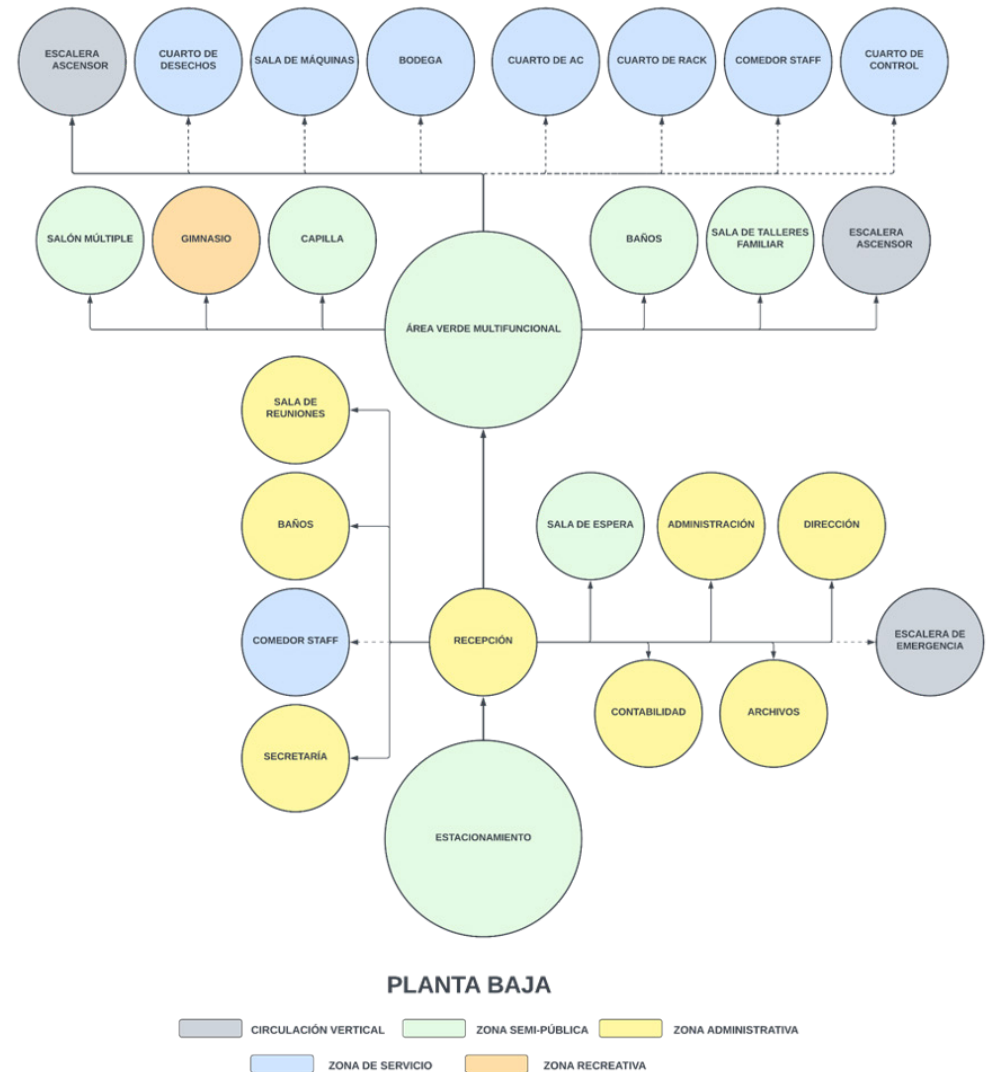 ESCALERA
ASCENSOR
CUARTO DE
DESECHOS
SALA DE MÁQUINAS
BODEGA
CUARTO DE AC
CUARTO DE RACK
COMEDOR STAFF
CUARTO DE
CONTROL
SALÓN MÚLTIPLE
GIMNASIO
CAPILLA
BAÑOS
SALA DE TALLERES
FAMILIAR
ESCALERA
ASCENSOR
ÁREA VERDE MULTIFUNCIONAL
SALA DE
REUNIONES
BAÑOS
SALA DE ESPERA
ADMINISTRACIÓN
DIRECCIÓN
COMEDOR STAFF
RECEPCIÓN
ESCALERA DE
EMERGENCIA
CONTABILIDAD
ARCHIVOS
SECRETARÍA
ESTACIONAMIENTO
PLANTA BAJA
CIRCULACIÓN VERTICAL
ZONA SEMI-PÚBLICA
ZONA ADMINISTRATIVA
ZONA DE SERVICIO
ZONA RECREATIVA